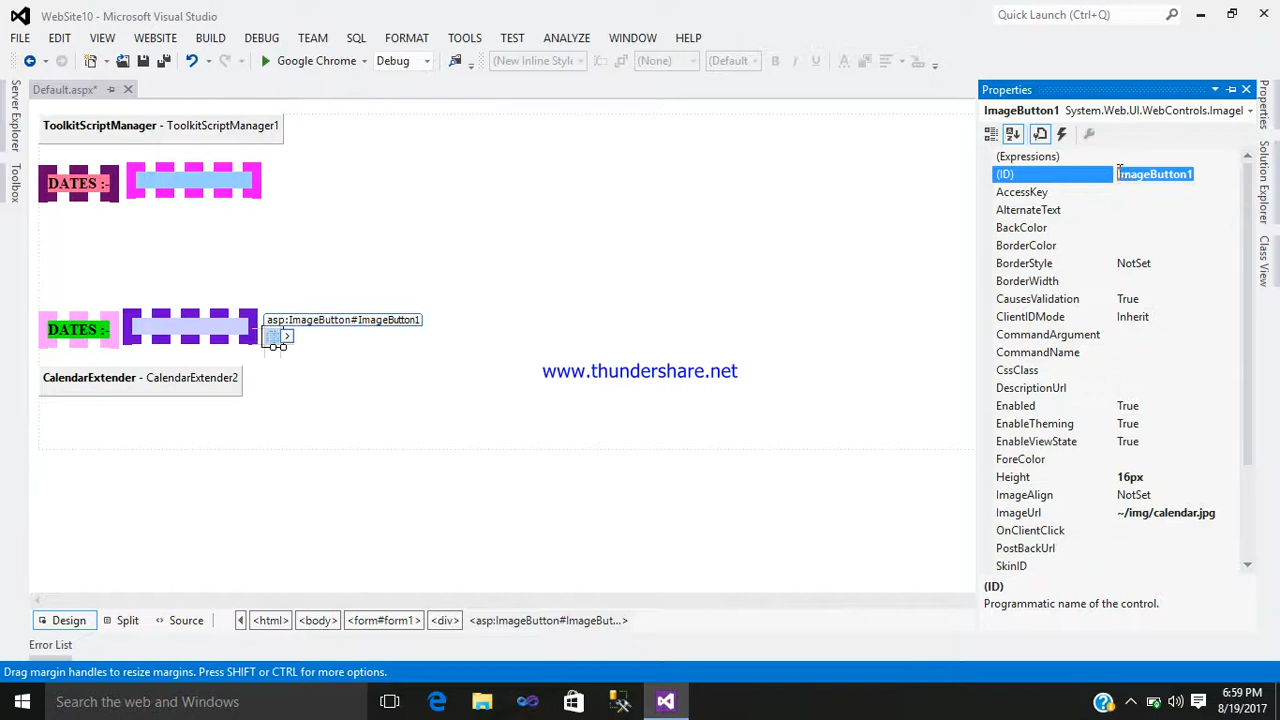 WebSite10 - Microsoft Visual Studio
Quick Launch (Ctrl+Q)
FILE EDIT VIEW WEBSITE BUILD DEBUG TEAM SQL FORMAT TOOLS TEST ANALYZE WINDOW HELP
Google Chrome Debug (New Inline Style (None) (Default B I U A
Server Explorer
Toolbox
Default.aspx*
ToolkitScriptManager - ToolkitScriptManager1
DATES :-
asp:ImageButton#ImageButton1
DATES :-
CalendarExtender - CalendarExtender2
www.thundershare.net
Properties
ImageButton1 System.Web.UI.WebControls.ImageI
(Expressions)
(ID) ImageButton1
AccessKey
AlternateText
BackColor
BorderColor
BorderStyle NotSet
BorderWidth
CausesValidation True
ClientIDMode Inherit
CommandArgument
CommandName
CssClass
DescriptionUrl
Enabled True
EnableTheming True
EnableViewState True
ForeColor
Height 16px
ImageAlign NotSet
ImageUrl ~/img/calendar.jpg
OnClientClick
PostBackUrl
SkinID
(ID)
Programmatic name of the control.
Properties
Solution Explorer
Class View
Design Split Source <html> <body> <form#form1> <div> <asp:ImageButton#ImageBut...>
Error List
Drag margin handles to resize margins. Press SHIFT or CTRL for more options.
Search the web and Windows
6:59 PM
8/19/2017